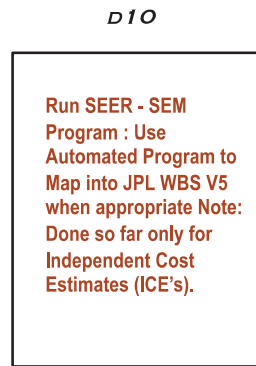 D10
Run SEER - SEM
Program : Use
Automated Program to
Map into JPL WBS V5
when appropriate Note:
Done so far only for
Independent Cost
Estimates (ICE's).